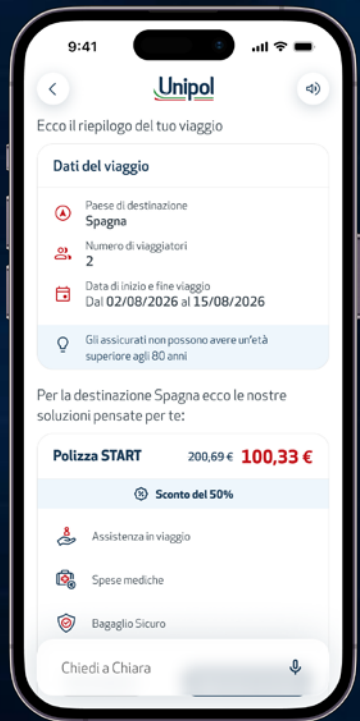 9:41
Unipol
Ecco il riepilogo del tuo viaggio
Dati del viaggio
Paese di destinazione
Spagna
Numero di viaggiatori
2
Data di inizio e fine viaggio
Dal 02/08/2026 al 15/08/2026
Gli assicurati non possono avere un'età
superiore agli 80 anni
Per la destinazione Spagna ecco le nostre
soluzioni pensate per te:
Polizza START 200,69 € 100,33 €
Sconto del 50%
Assistenza in viaggio
Spese mediche
Bagaglio Sicuro
Chiedi a Chiara